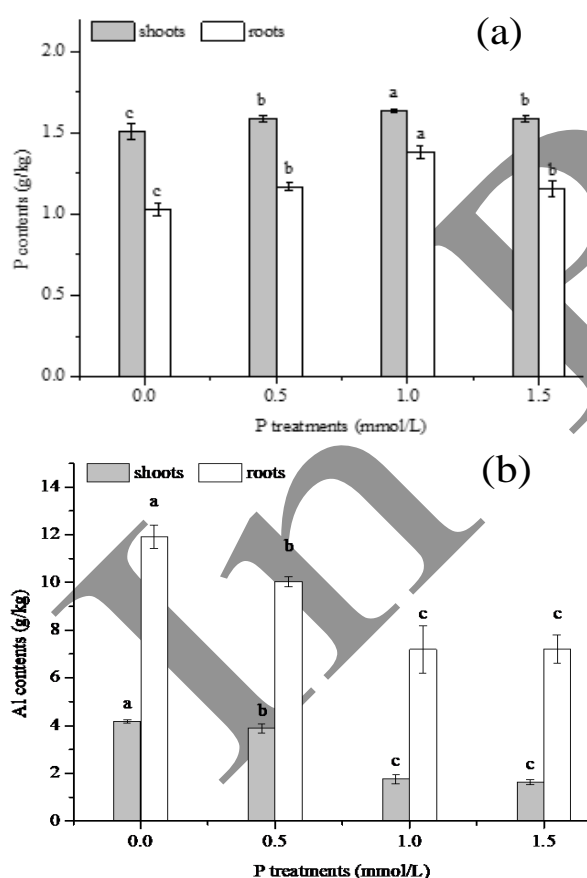 shoots roots (a)
2.0
1.5
1.0
0.5
0.0
P contents (g/kg)
c b a b
c b a b
0.0 0.5 1.0 1.5
P treatments (mmol/L)
shoots roots (b)
14
12
10
8
6
4
2
0
Al contents (g/kg)
a b c c
a b c c
0.0 0.5 1.0 1.5
P treatments (mmol/L)
In